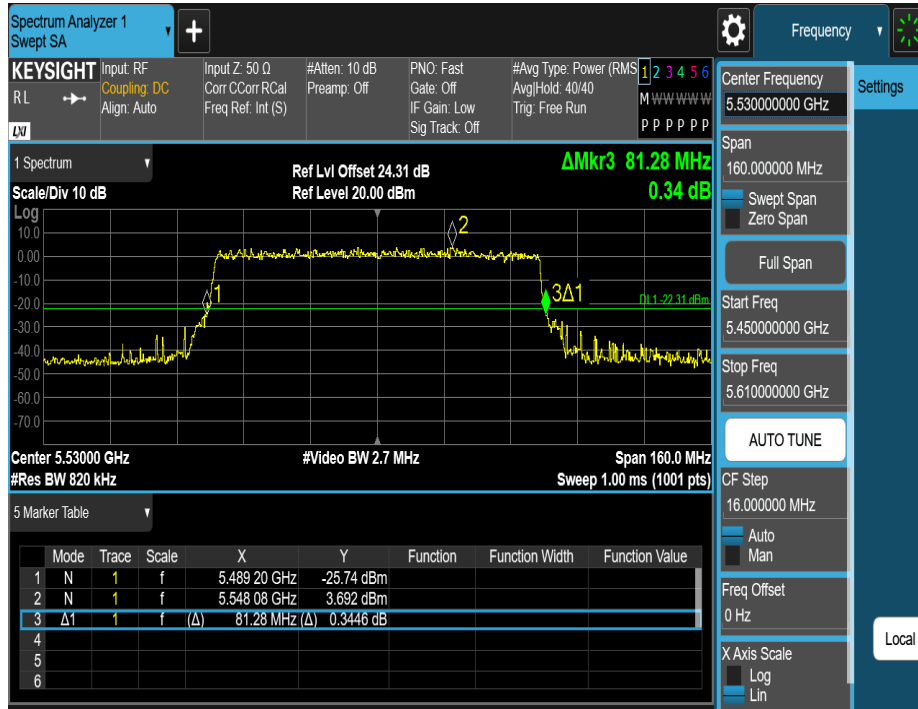 Spectrum Analyzer 1
Swept SA
+
Frequency
KEYSIGHT
R L
LXI
Input: RF
Coupling: DC
Align: Auto
Input Z: 50 Ω
Corr CCorr RCal
Freq Ref: Int (S)
#Atten: 10 dB
Preamp: Off
PNO: Fast
Gate: Off
IF Gain: Low
Sig Track: Off
#Avg Type: Power (RMS
Avg|Hold: 40/40
Trig: Free Run
1 2 3 4 5 6
M W W W W W
P P P P P P
1 Spectrum
Scale/Div 10 dB
Ref Lvl Offset 24.31 dB
Ref Level 20.00 dBm
ΔMkr3 81.28 MHz
0.34 dB
Log
10.0
0.00
-10.0
-20.0
-30.0
-40.0
-50.0
-60.0
-70.0
1
2
3Δ1
DL1 -22.31 dBm
Center 5.53000 GHz
#Res BW 820 kHz
#Video BW 2.7 MHz
Span 160.0 MHz
Sweep 1.00 ms (1001 pts)
5 Marker Table
Mode Trace Scale X Y Function Function Width Function Value
1 N 1 f 5.489 20 GHz -25.74 dBm
2 N 1 f 5.548 08 GHz 3.692 dBm
3 Δ1 1 f (Δ) 81.28 MHz (Δ) 0.3446 dB
4
5
6
Center Frequency
5.530000000 GHz
Span
160.000000 MHz
Swept Span
Zero Span
Full Span
Start Freq
5.450000000 GHz
Stop Freq
5.610000000 GHz
AUTO TUNE
CF Step
16.000000 MHz
Auto
Man
Freq Offset
0 Hz
X Axis Scale
Log
Lin
Settings
Local